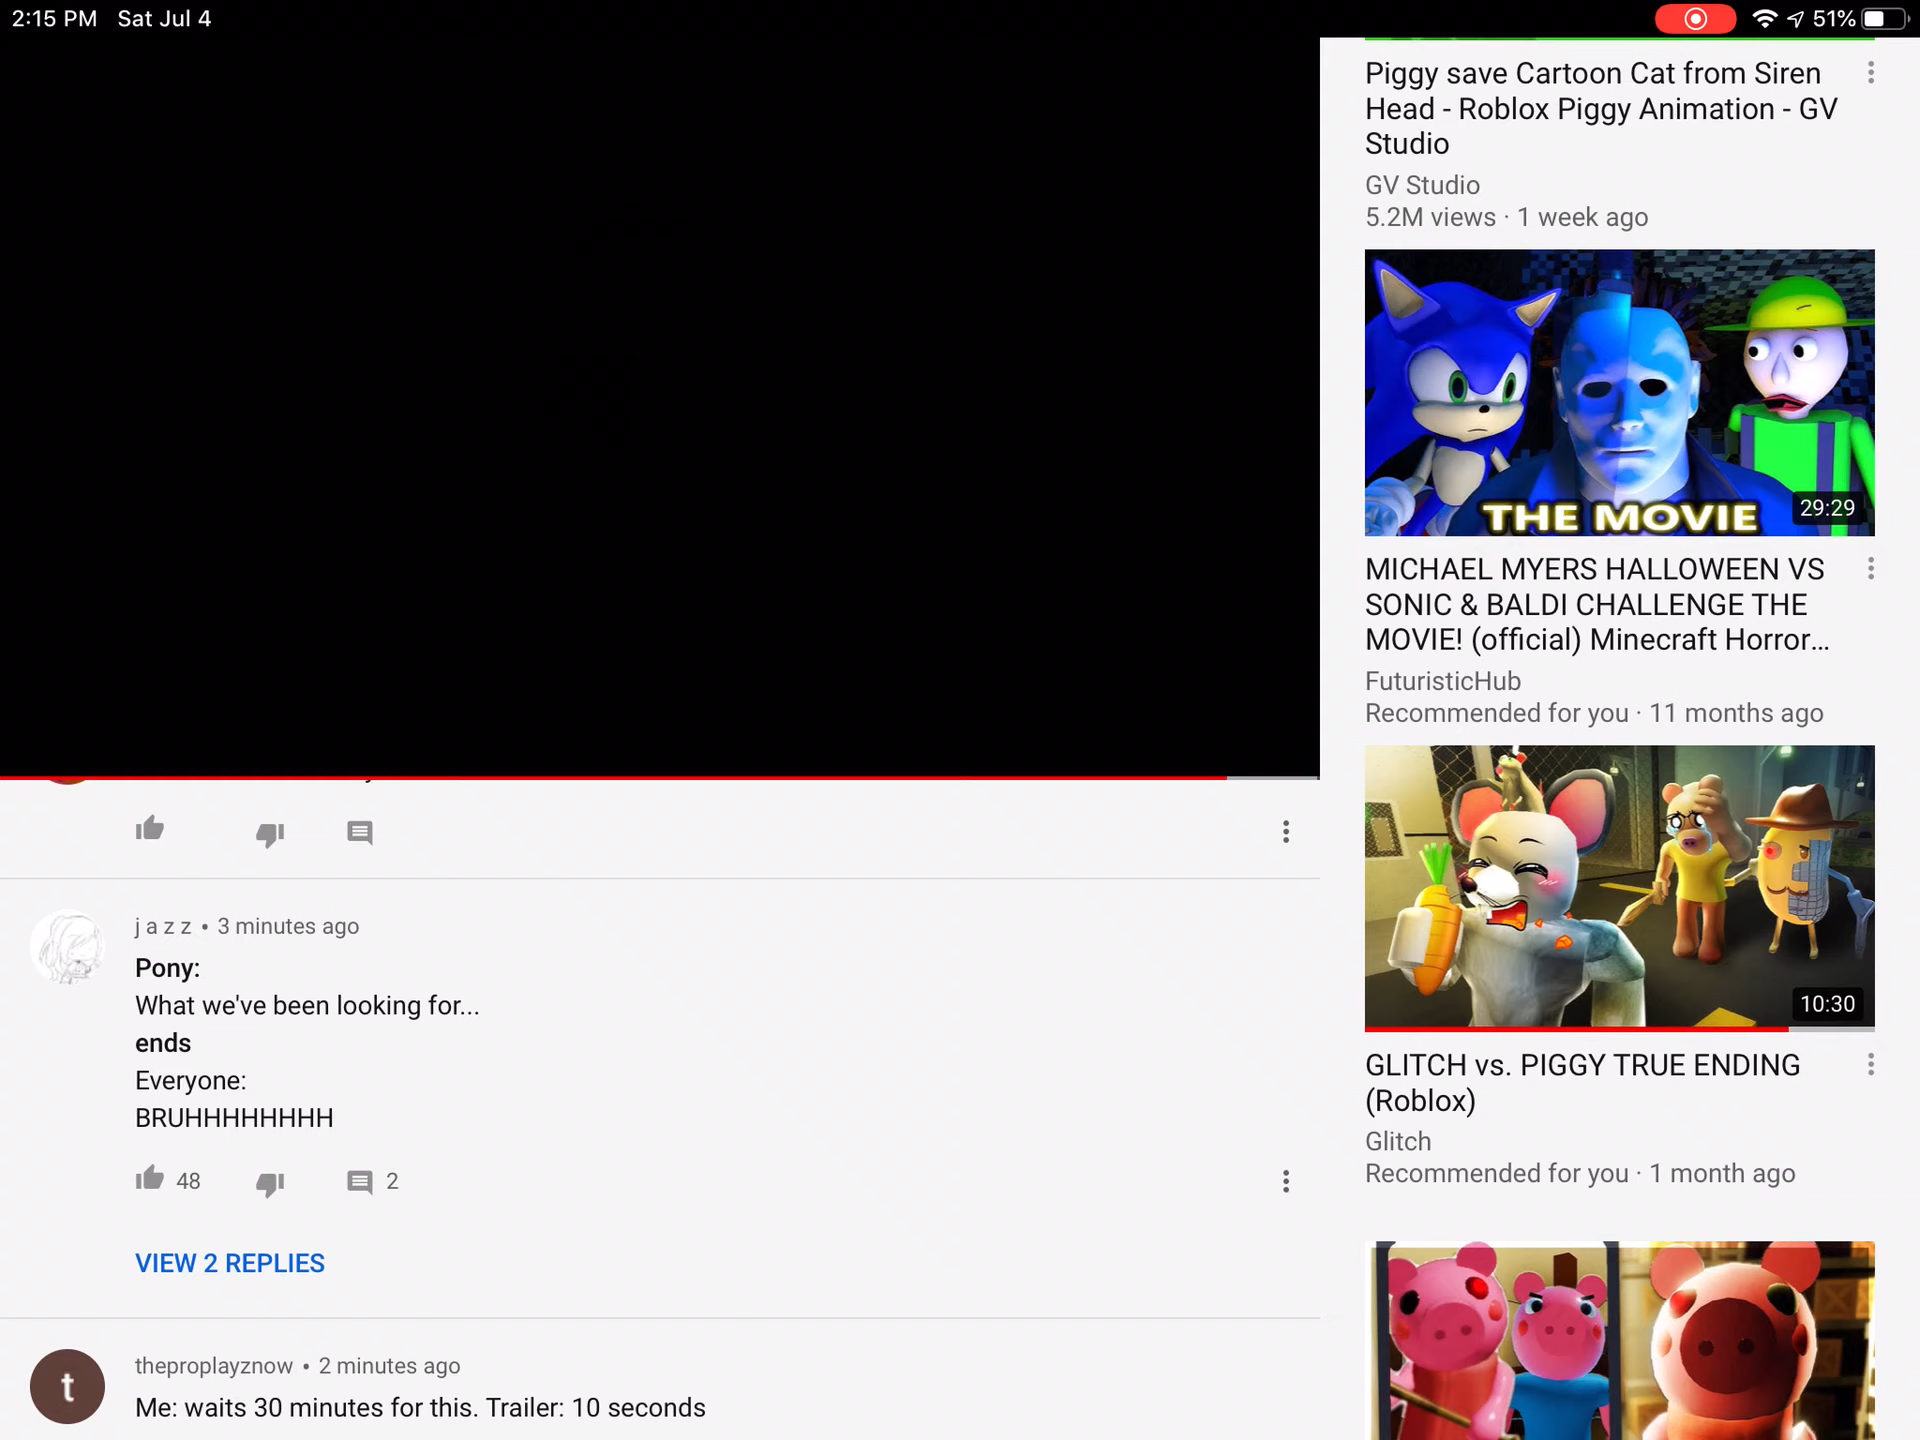 2:15 PM Sat Jul 4
51%
Piggy save Cartoon Cat from Siren
Head - Roblox Piggy Animation - GV
Studio
GV Studio
5.2M views · 1 week ago
THE MOVIE
29:29
MICHAEL MYERS HALLOWEEN VS
SONIC & BALDI CHALLENGE THE
MOVIE! (official) Minecraft Horror...
FuturisticHub
Recommended for you · 11 months ago
10:30
GLITCH vs. PIGGY TRUE ENDING
(Roblox)
Glitch
Recommended for you · 1 month ago
j a z z • 3 minutes ago
Pony:
What we've been looking for...
ends
Everyone:
BRUHHHHHHHH
48
2
VIEW 2 REPLIES
t
theproplayznow • 2 minutes ago
Me: waits 30 minutes for this. Trailer: 10 seconds